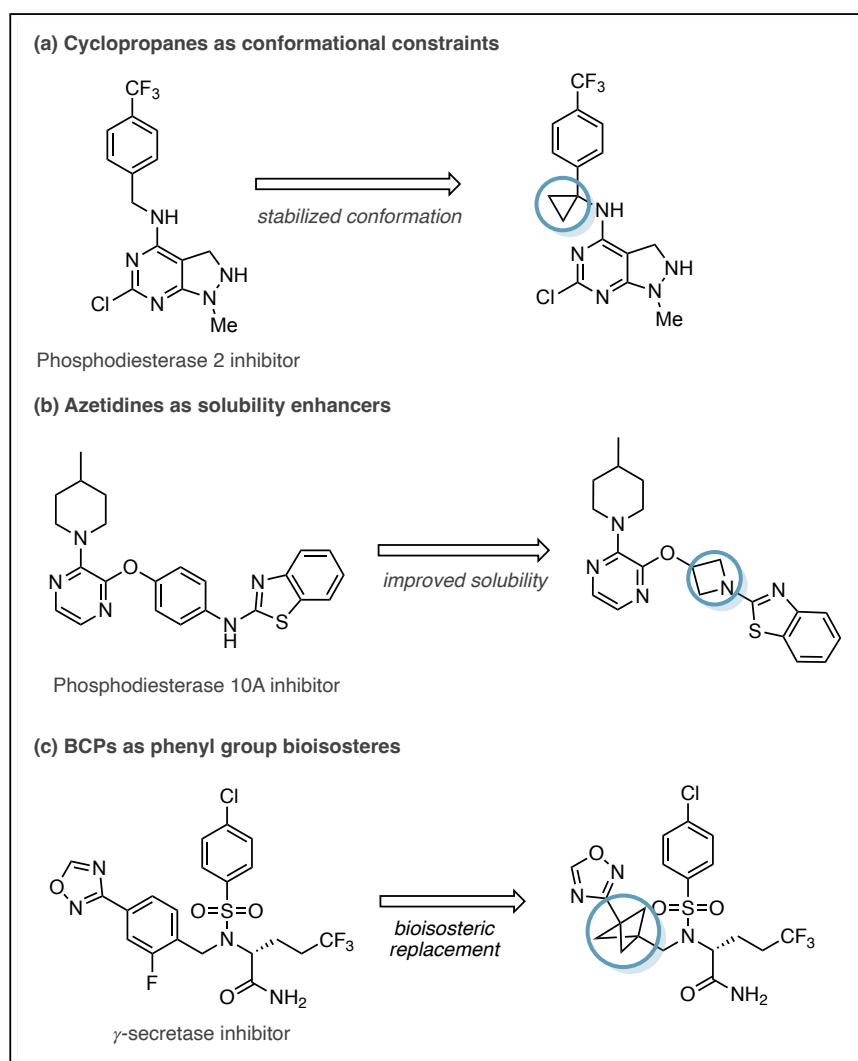 (a) Cyclopropanes as conformational constraints
CF3
CF3
NH
stabilized conformation
NH
N
NH
N
NH
Cl
N
N
Cl
N
N
Me
Me
Phosphodiesterase 2 inhibitor
(b) Azetidines as solubility enhancers
N
N
N
O
N
improved solubility
N
O
N
N
N
H
S
N
N
S
Phosphodiesterase 10A inhibitor
(c) BCPs as phenyl group bioisosteres
Cl
Cl
O
N
N
O
N
N
O
S
O
N
O
S
O
bioisosteric
replacement
N
CF3
N
CF3
F
O
NH2
O
NH2
γ-secretase inhibitor